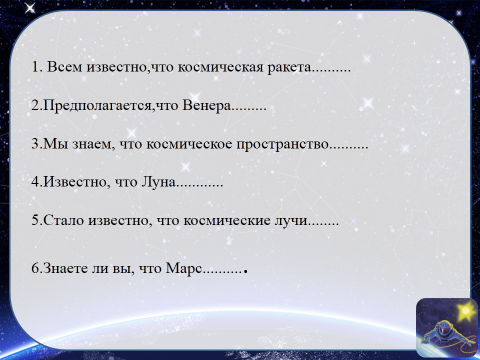 1. Всем известно,что космическая ракета..........
2.Предполагается,что Венера.........
3.Мы знаем, что космическое пространство..........
4.Известно, что Луна............
5.Стало известно, что космические лучи........
6.Знаете ли вы, что Марс...........